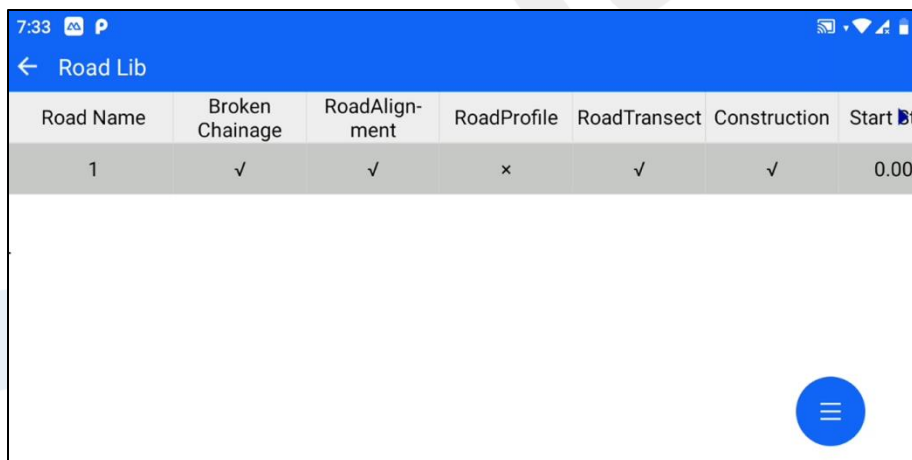 7:33
Road Lib
Road Name Broken Chainage RoadAlign-ment RoadProfile RoadTransect Construction Start
1 √ √ × √ √ 0.00